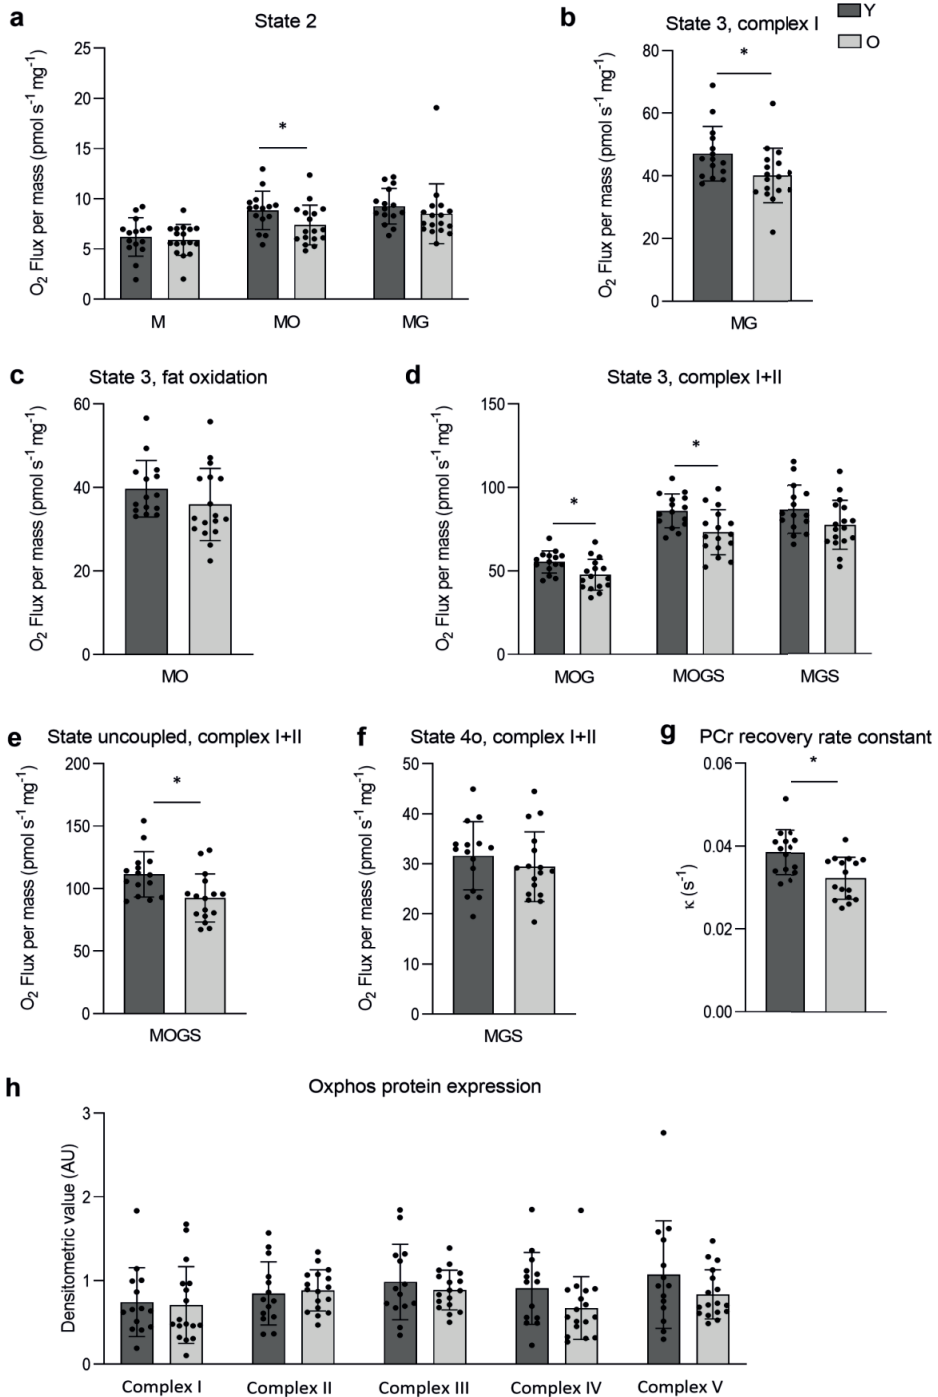 a
State 2
O2 Flux per mass (pmol s-1 mg-1)
25
20
15
10
5
0
*
M
MO
MG
b
State 3, complex I
Y
O
O2 Flux per mass (pmol s-1 mg-1)
80
60
40
20
0
*
MG
c
State 3, fat oxidation
O2 Flux per mass (pmol s-1 mg-1)
60
40
20
0
MO
d
State 3, complex I+II
O2 Flux per mass (pmol s-1 mg-1)
150
100
50
0
*
*
MOG
MOGS
MGS
e
State uncoupled, complex I+II
O2 Flux per mass (pmol s-1 mg-1)
200
150
100
50
0
*
MOGS
f
State 4o, complex I+II
O2 Flux per mass (pmol s-1 mg-1)
50
40
30
20
10
0
MGS
g
PCr recovery rate constant
κ (s-1)
0.06
0.04
0.02
0.00
*
h
Oxphos protein expression
Densitometric value (AU)
3
2
1
0
Complex I
Complex II
Complex III
Complex IV
Complex V